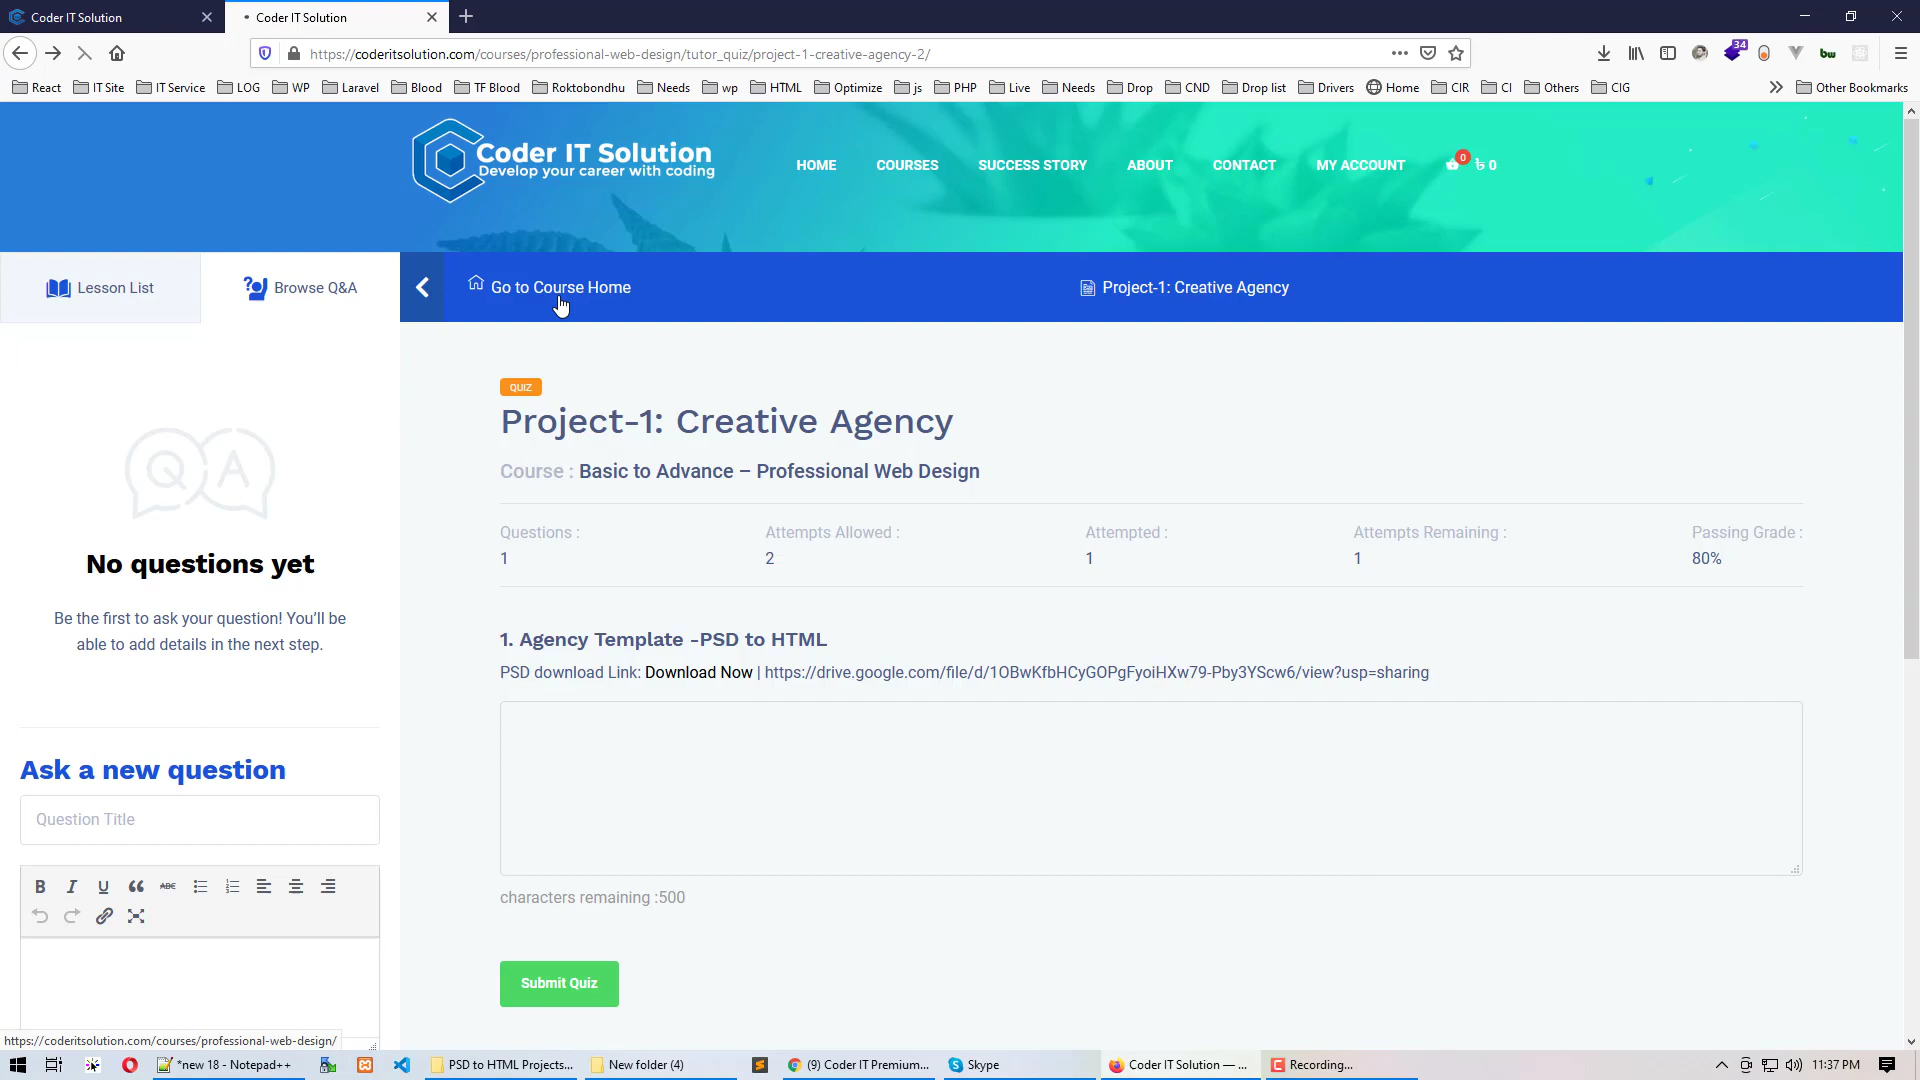 Coder IT Solution
Coder IT Solution
https://coderitsolution.com/courses/professional-web-design/tutor_quiz/project-1-creative-agency-2/
34
bw
React
IT Site
IT Service
LOG
WP
Laravel
Blood
TF Blood
Roktobondhu
Needs
wp
HTML
Optimize
js
PHP
Live
Needs
Drop
CND
Drop list
Drivers
Home
CIR
CI
Others
CIG
Other Bookmarks
Coder IT Solution
Develop your career with coding
HOME
COURSES
SUCCESS STORY
ABOUT
CONTACT
MY ACCOUNT
0
৳ 0
Lesson List
Browse Q&A
Go to Course Home
Project-1: Creative Agency
Q A
No questions yet
Be the first to ask your question! You'll be
able to add details in the next step.
Ask a new question
Question Title
B I U ABC
QUIZ
Project-1: Creative Agency
Course : Basic to Advance – Professional Web Design
Questions :
1
Attempts Allowed :
2
Attempted :
1
Attempts Remaining :
1
Passing Grade :
80%
1. Agency Template -PSD to HTML
PSD download Link: Download Now | https://drive.google.com/file/d/1OBwKfbHCyGOPgFyoiHXw79-Pby3YScw6/view?usp=sharing
characters remaining :500
Submit Quiz
https://coderitsolution.com/courses/professional-web-design/
*new 18 - Notepad++
PSD to HTML Projects...
New folder (4)
(9) Coder IT Premium...
Skype
Coder IT Solution — ...
Recording...
11:37 PM